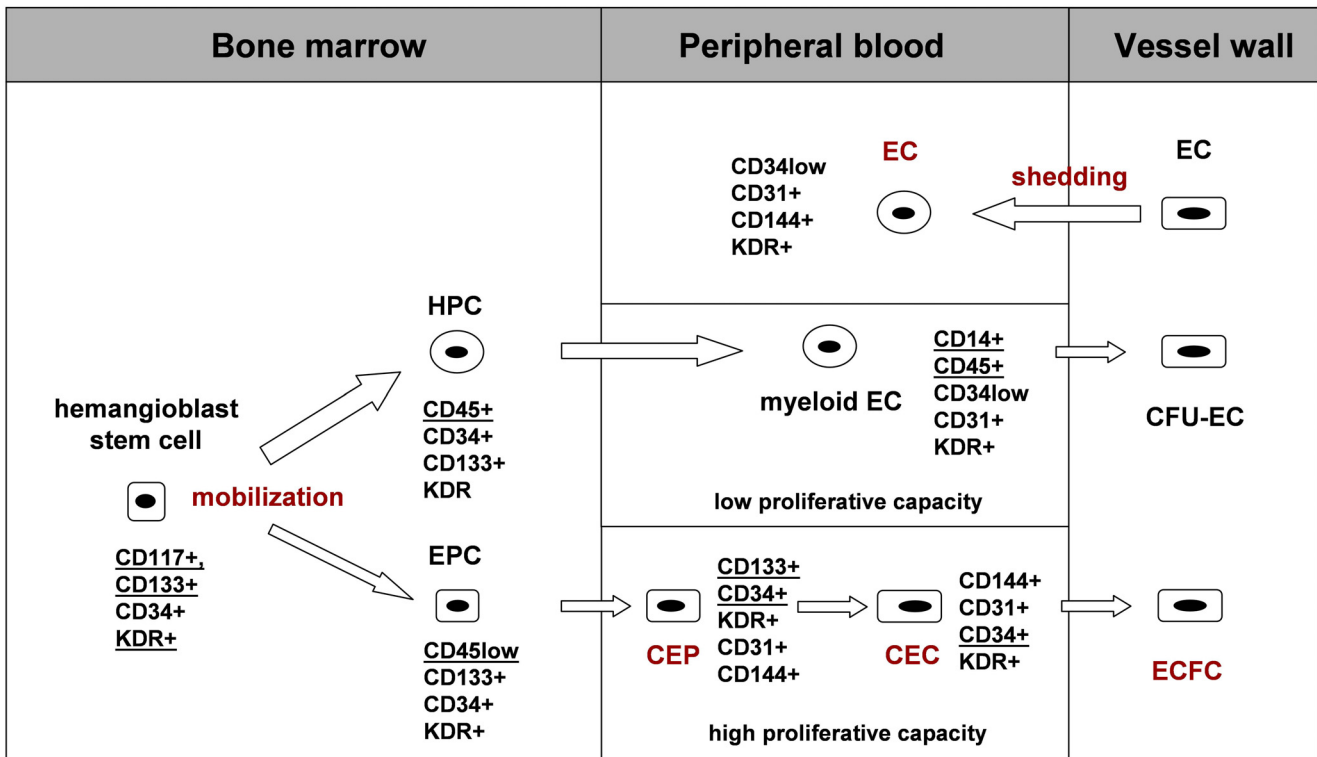 Bone marrow
Peripheral blood
Vessel wall
EC
CD34low
CD31+
CD144+
KDR+
shedding
EC
HPC
CD45+
CD34+
CD133+
KDR
hemangioblast
stem cell
mobilization
CD117+,
CD133+
CD34+
KDR+
EPC
CD45low
CD133+
CD34+
KDR+
myeloid EC
CD14+
CD45+
CD34low
CD31+
KDR+
low proliferative capacity
CFU-EC
CEP
CD133+
CD34+
KDR+
CD31+
CD144+
CEC
CD144+
CD31+
CD34+
KDR+
high proliferative capacity
ECFC